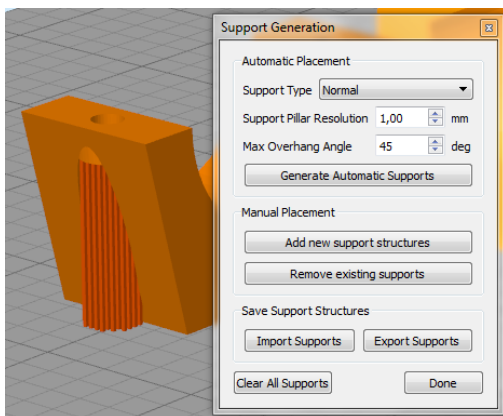 Support Generation
Automatic Placement
Support Type Normal
Support Pillar Resolution 1,00 mm
Max Overhang Angle 45 deg
Generate Automatic Supports
Manual Placement
Add new support structures
Remove existing supports
Save Support Structures
Import Supports Export Supports
Clear All Supports Done